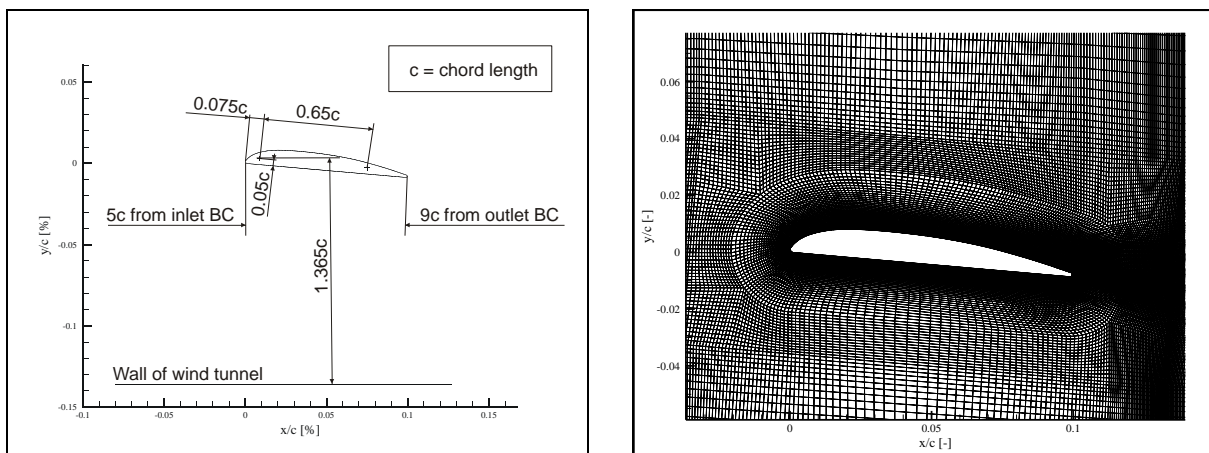 c = chord length
0.05
0.075c
0.65c
0
0.05c
5c from inlet BC
9c from outlet BC
-0.05
y/c [%]
1.365c
-0.1
Wall of wind tunnel
-0.15
-0.1
-0.05
0
0.05
0.1
0.15
x/c [%]
0.06
0.04
0.02
y/c [-]
0
-0.02
-0.04
0
0.05
0.1
x/c [-]